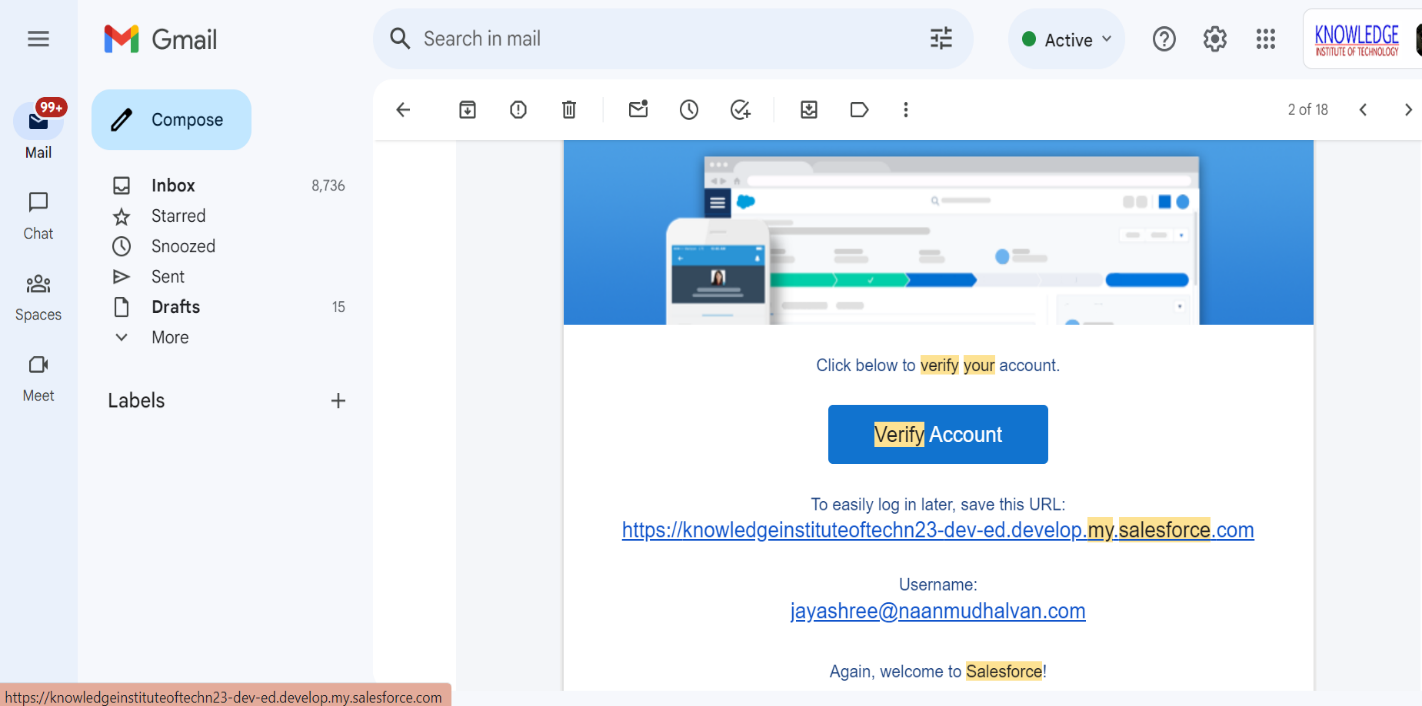 Gmail
Search in mail
Active
KNOWLEDGE
INSTITUTE OF TECHNOLOGY
99+
Mail
Compose
2 of 18
Inbox 8,736
Starred
Chat
Snoozed
Sent
Spaces
Drafts 15
More
Meet
Labels
Click below to verify your account.
Verify Account
To easily log in later, save this URL:
https://knowledgeinstituteoftechn23-dev-ed.develop.my.salesforce.com
Username:
jayashree@naanmudhalvan.com
Again, welcome to Salesforce!
https://knowledgeinstituteoftechn23-dev-ed.develop.my.salesforce.com